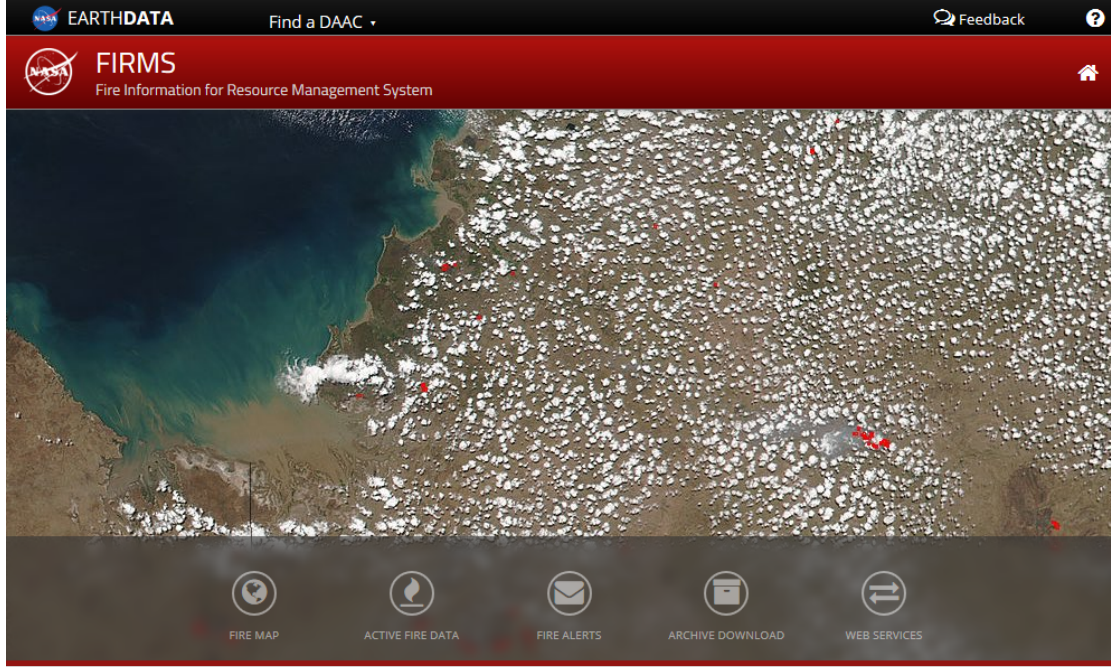 NASA EARTHDATA
Find a DAAC ▾
Feedback
?
NASA
FIRMS
Fire Information for Resource Management System
FIRE MAP
ACTIVE FIRE DATA
FIRE ALERTS
ARCHIVE DOWNLOAD
WEB SERVICES